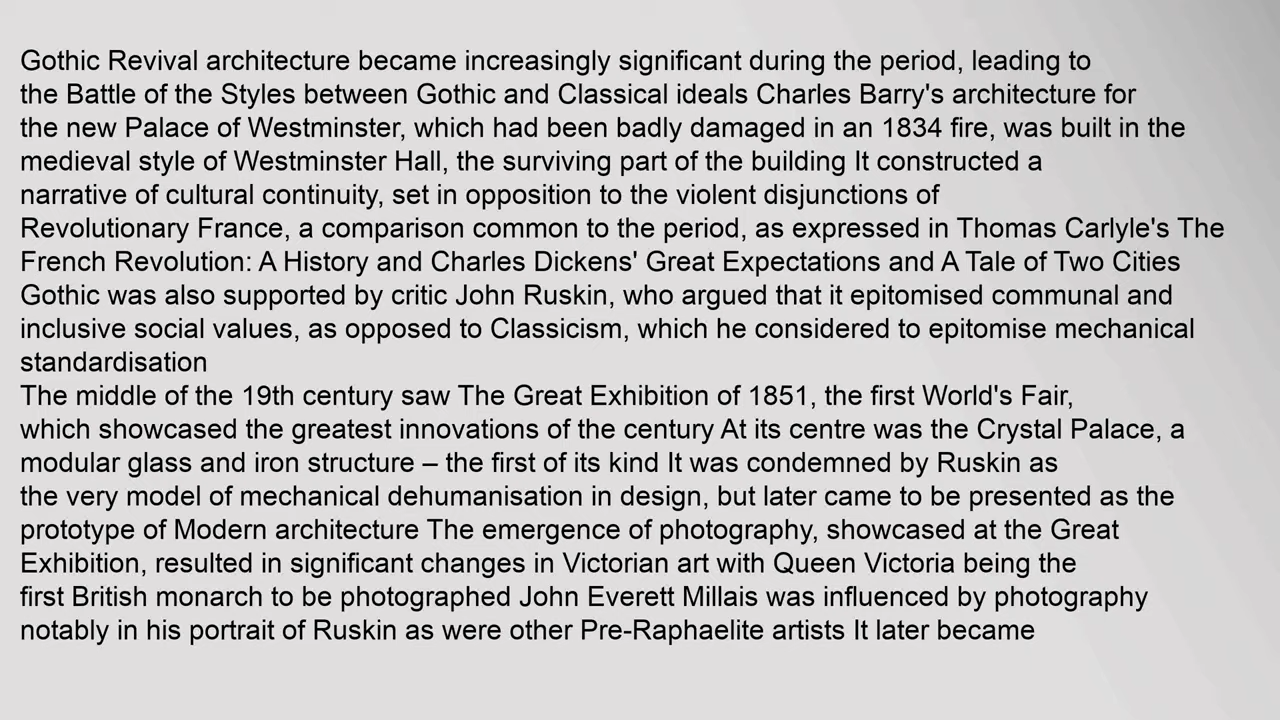 Gothic Revival architecture became increasingly significant during the period, leading to
the Battle of the Styles between Gothic and Classical ideals Charles Barry's architecture for
the new Palace of Westminster, which had been badly damaged in an 1834 fire, was built in the
medieval style of Westminster Hall, the surviving part of the building It constructed a
narrative of cultural continuity, set in opposition to the violent disjunctions of
Revolutionary France, a comparison common to the period, as expressed in Thomas Carlyle's The
French Revolution: A History and Charles Dickens' Great Expectations and A Tale of Two Cities
Gothic was also supported by critic John Ruskin, who argued that it epitomised communal and
inclusive social values, as opposed to Classicism, which he considered to epitomise mechanical
standardisation
The middle of the 19th century saw The Great Exhibition of 1851, the first World's Fair,
which showcased the greatest innovations of the century At its centre was the Crystal Palace, a
modular glass and iron structure – the first of its kind It was condemned by Ruskin as
the very model of mechanical dehumanisation in design, but later came to be presented as the
prototype of Modern architecture The emergence of photography, showcased at the Great
Exhibition, resulted in significant changes in Victorian art with Queen Victoria being the
first British monarch to be photographed John Everett Millais was influenced by photography
notably in his portrait of Ruskin as were other Pre-Raphaelite artists It later became